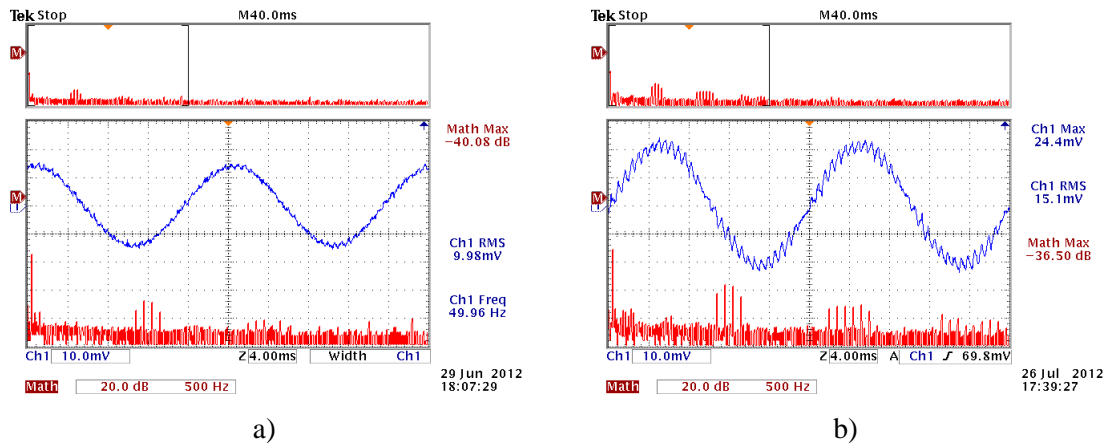 Tek Stop M40.0ms
M
Math Max
-40.08 dB
M
1
Ch1 RMS
9.98mV
Ch1 Freq
49.96 Hz
Ch1 10.0mV Z 4.00ms Width Ch1
Math 20.0 dB 500 Hz
29 Jun 2012
18:07:29
a)
Tek Stop M40.0ms
M
Ch1 Max
24.4mV
M
1
Ch1 RMS
15.1mV
Math Max
-36.50 dB
Ch1 10.0mV Z 4.00ms A Ch1 ƒ 69.8mV
Math 20.0 dB 500 Hz
26 Jul 2012
17:39:27
b)